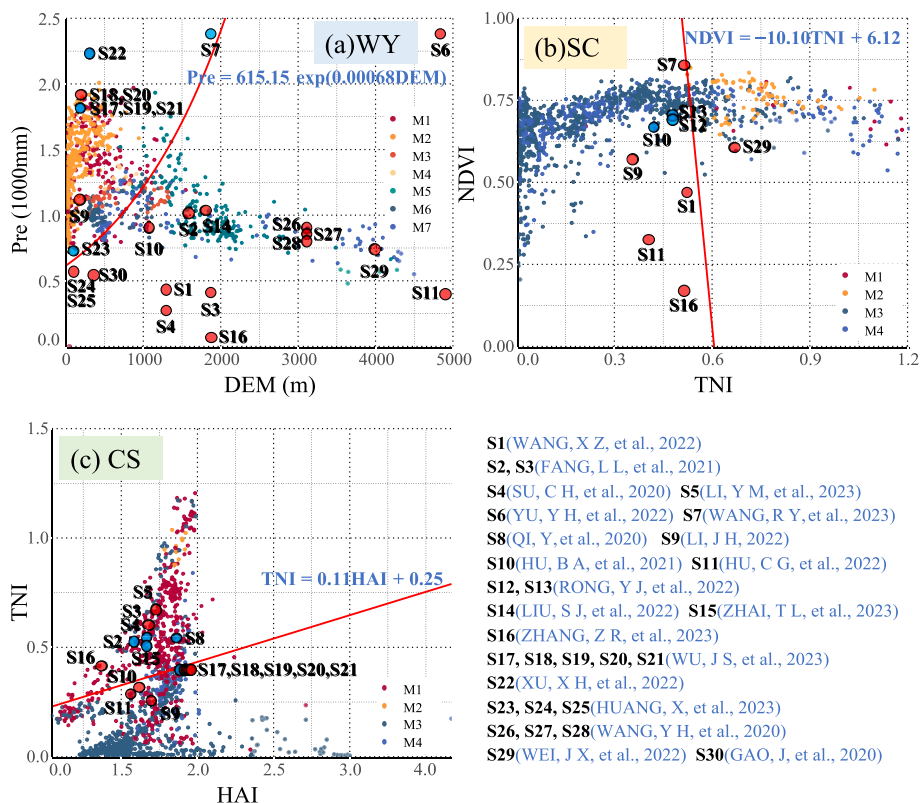 (a)WY
Pre = 615.15 exp(0.00068DEM)
Pre (1000mm)
2.5
2.0
1.5
1.0
0.5
0.0
S22
S7
S6
S18,S20
S17,S19,S21
S9
S10
S2
S14
S26
S27
S28
S29
S23
S24
S25
S30
S1
S4
S3
S16
S11
M1
M2
M3
M4
M5
M6
M7
0 1000 2000 3000 4000 5000
DEM (m)
(b)SC
NDVI = −10.10TNI + 6.12
NDVI
1.00
0.75
0.50
0.25
0.00
S7
S13
S12
S10
S29
S9
S1
S11
S16
M1
M2
M3
M4
0.0 0.3 0.6 0.9 1.2
TNI
(c) CS
TNI = 0.11HAI + 0.25
TNI
1.5
1.0
0.5
0.0
S3
S4
S2
S8
S15
S16
S10
S17,S18,S19,S20,S21
S11
S9
M1
M2
M3
M4
0.0 1.5 2.0 3.0 4.0
HAI
S1(WANG, X Z, et al., 2022)
S2, S3(FANG, L L, et al., 2021)
S4(SU, C H, et al., 2020) S5(LI, Y M, et al., 2023)
S6(YU, Y H, et al., 2022) S7(WANG, R Y, et al., 2023)
S8(QI, Y, et al., 2020) S9(LI, J H, 2022)
S10(HU, B A, et al., 2021) S11(HU, C G, et al., 2022)
S12, S13(RONG, Y J, et al., 2022)
S14(LIU, S J, et al., 2022) S15(ZHAI, T L, et al., 2023)
S16(ZHANG, Z R, et al., 2023)
S17, S18, S19, S20, S21(WU, J S, et al., 2023)
S22(XU, X H, et al., 2022)
S23, S24, S25(HUANG, X, et al., 2023)
S26, S27, S28(WANG,Y H, et al., 2020)
S29(WEI, J X, et al., 2022) S30(GAO, J, et al., 2020)